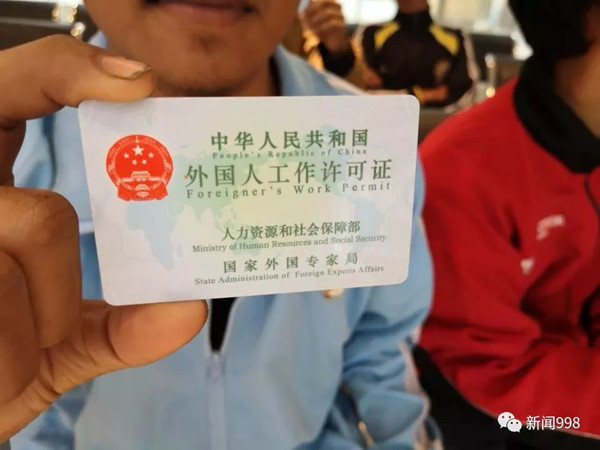 中华人民共和国
People's Republic of China
外国人工作许可证
Foreigner's Work Permit
人力资源和社会保障部
Ministry of Human Resources and Social Security
国家外国专家局
State Administration of Foreign Experts Affairs
新闻998